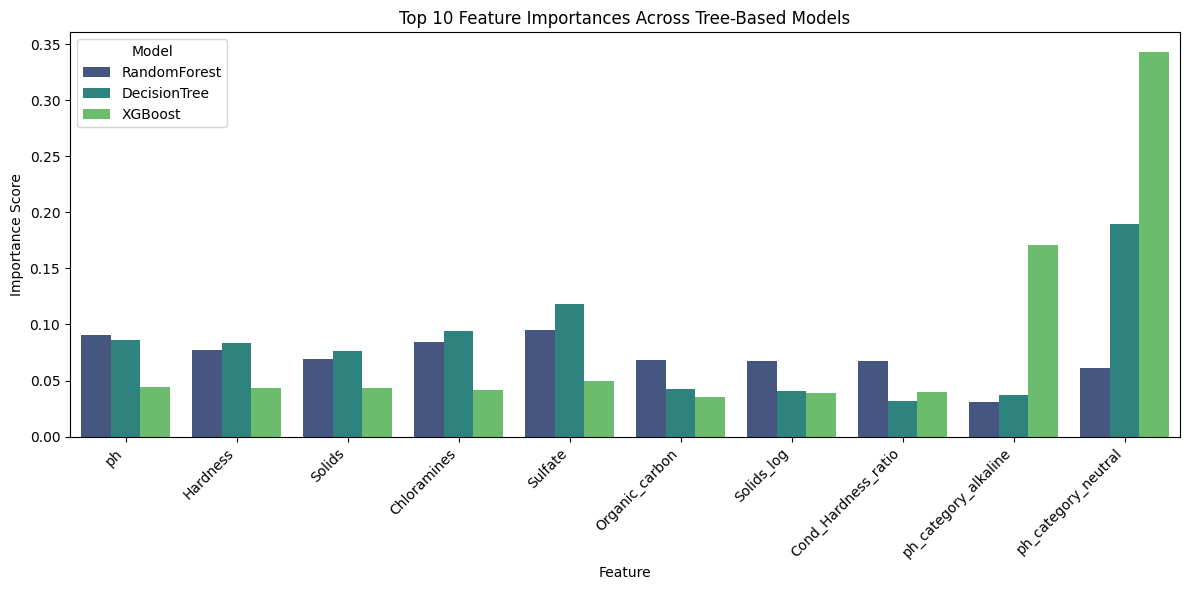 Top 10 Feature Importances Across Tree-Based Models
Model
RandomForest
DecisionTree
XGBoost
Importance Score
0.35
0.30
0.25
0.20
0.15
0.10
0.05
0.00
ph
Hardness
Solids
Chloramines
Sulfate
Organic_carbon
Solids_log
Cond_Hardness_ratio
ph_category_alkaline
ph_category_neutral
Feature